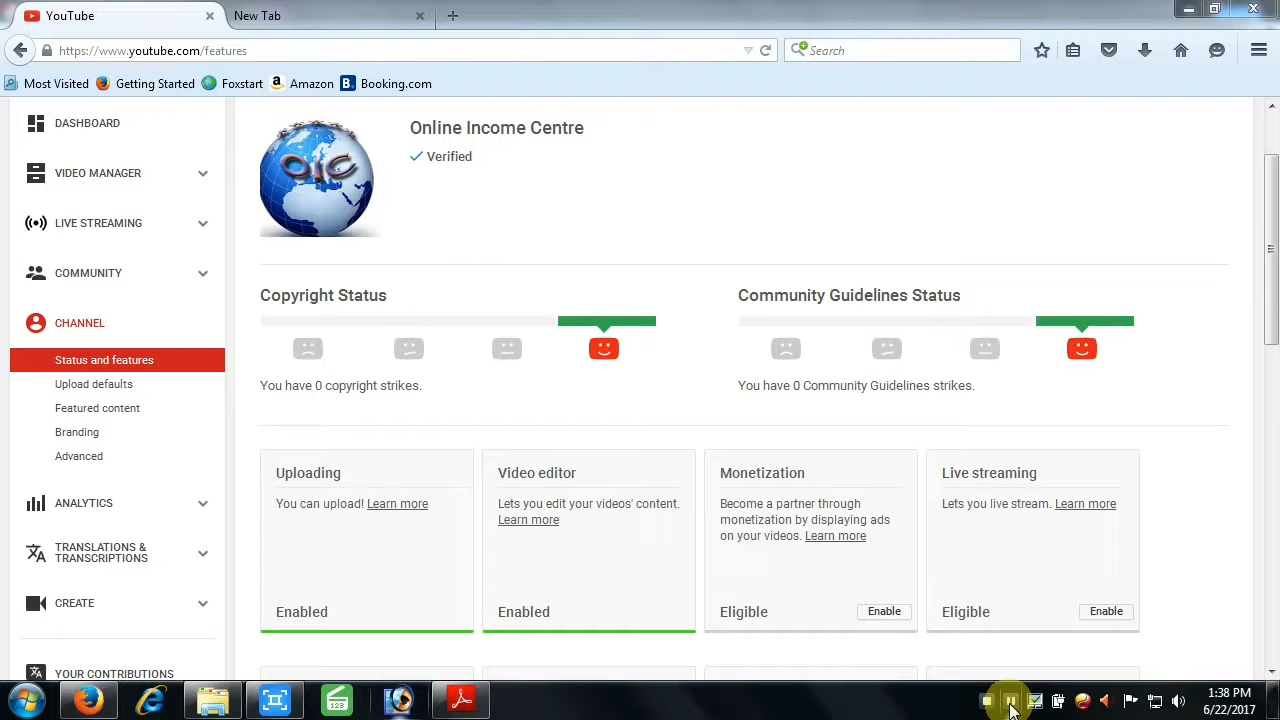 YouTube
New Tab
https://www.youtube.com/features
Search
Most Visited
Getting Started
Foxstart
Amazon
Booking.com
DASHBOARD
VIDEO MANAGER
LIVE STREAMING
COMMUNITY
CHANNEL
Status and features
Upload defaults
Featured content
Branding
Advanced
ANALYTICS
TRANSLATIONS &
TRANSCRIPTIONS
CREATE
YOUR CONTRIBUTIONS
OIC
Online Income Centre
Verified
Copyright Status
You have 0 copyright strikes.
Community Guidelines Status
You have 0 Community Guidelines strikes.
Uploading
You can upload! Learn more
Enabled
Video editor
Lets you edit your videos' content.
Learn more
Enabled
Monetization
Become a partner through
monetization by displaying ads
on your videos. Learn more
Eligible
Enable
Live streaming
Lets you live stream. Learn more
Eligible
Enable
123
1:38 PM
6/22/2017